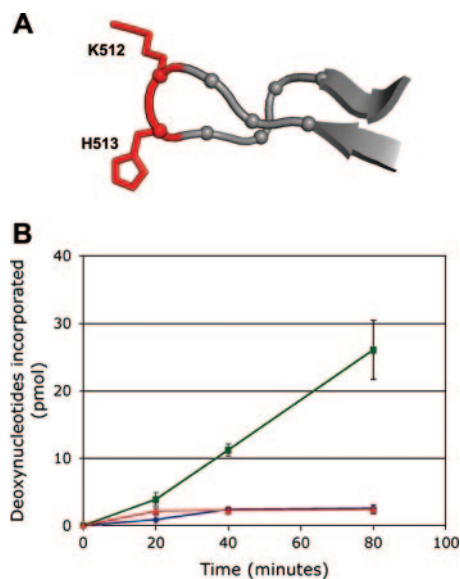 A
K512
H513
B
Deoxynucleotides incorporated
(pmol)
40
30
20
10
0
0 20 40 60 80 100
Time (minutes)